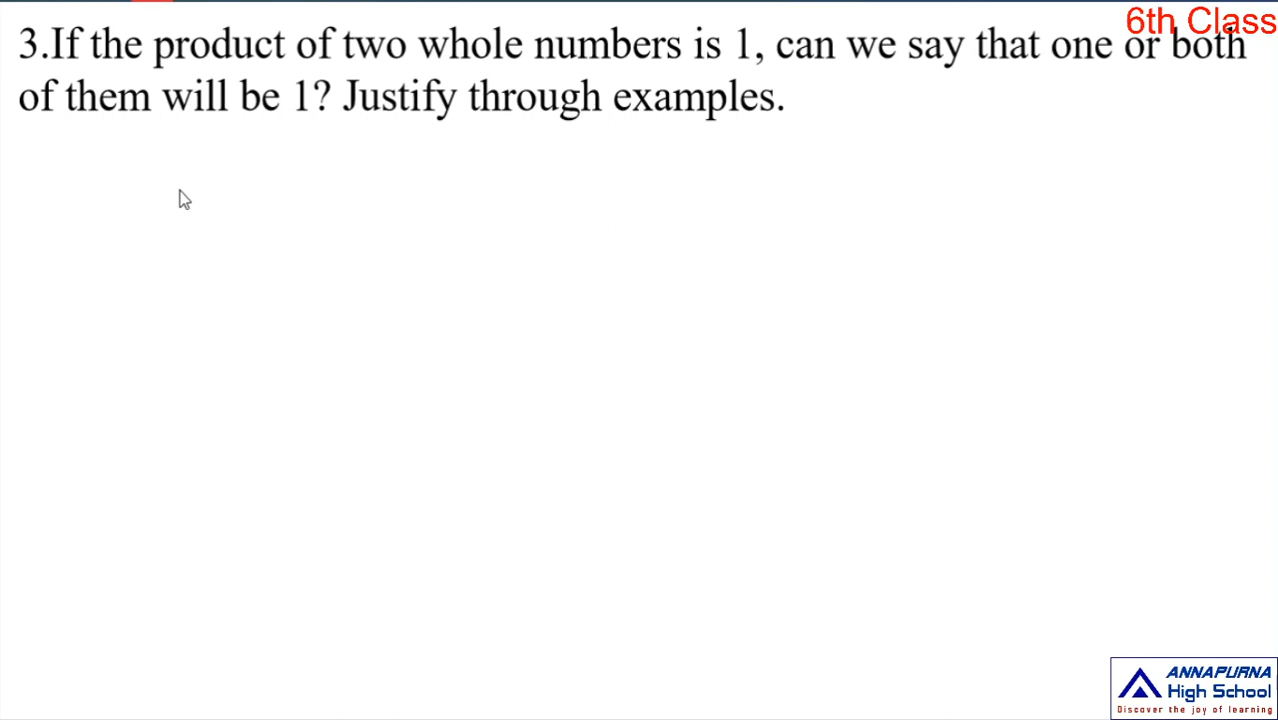 6th Class
3.If the product of two whole numbers is 1, can we say that one or both
of them will be 1? Justify through examples.
ANNAPURNA
High School
Discover the joy of learning